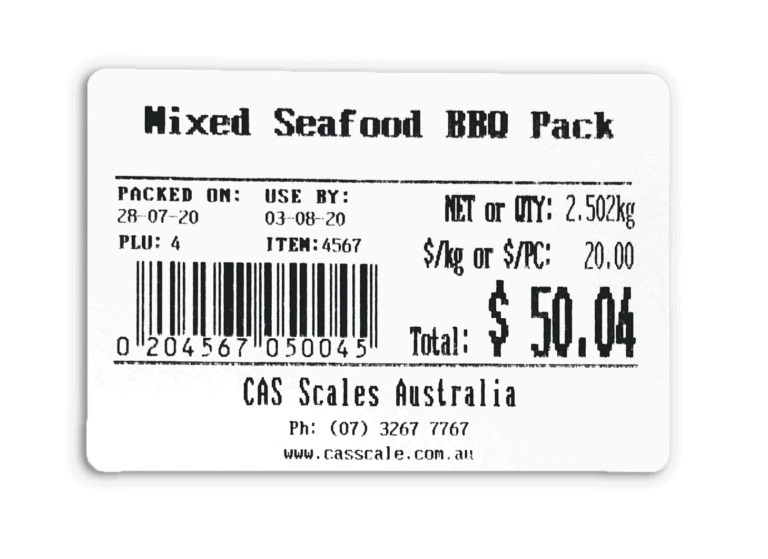 Mixed Seafood BBQ Pack
PACKED ON: USE BY:
28-07-20 03-08-20
PLU: 4 ITEM:4567
NET or QTY: 2.502kg
$/kg or $/PC: 20.00
Total: $ 50.04
0 204567 050045
CAS Scales Australia
Ph: (07) 3267 7767
www.casscale.com.au